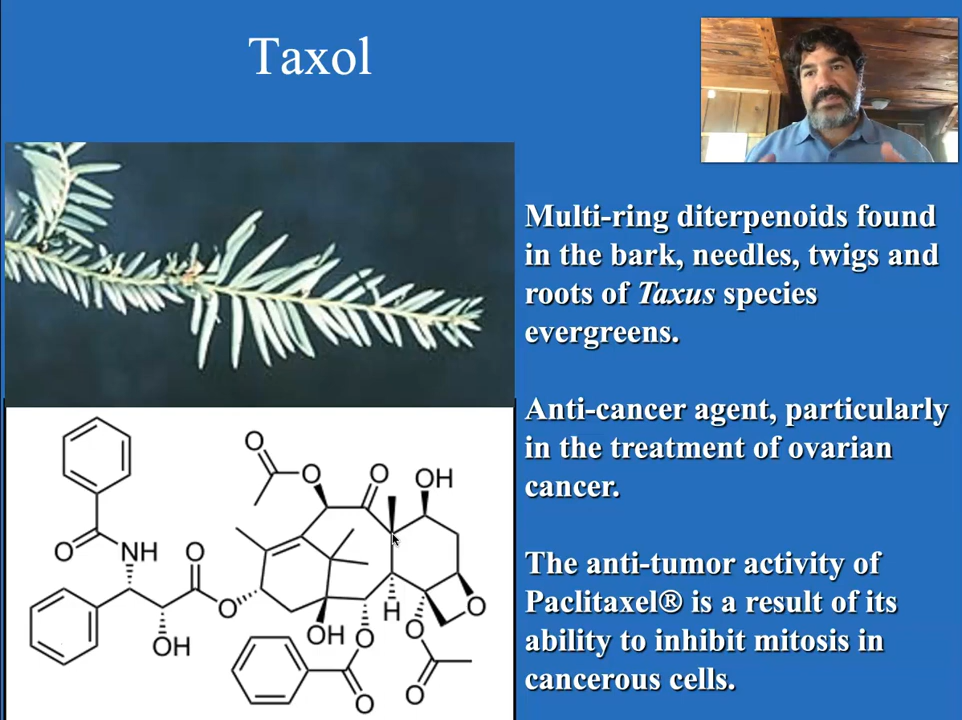 Taxol
Multi-ring diterpenoids found
in the bark, needles, twigs and
roots of Taxus species
evergreens.
Anti-cancer agent, particularly
in the treatment of ovarian
cancer.
The anti-tumor activity of
Paclitaxel® is a result of its
ability to inhibit mitosis in
cancerous cells.
O
O
O
OH
O
NH
O
O
H
O
OH
OH
O
O
O
O